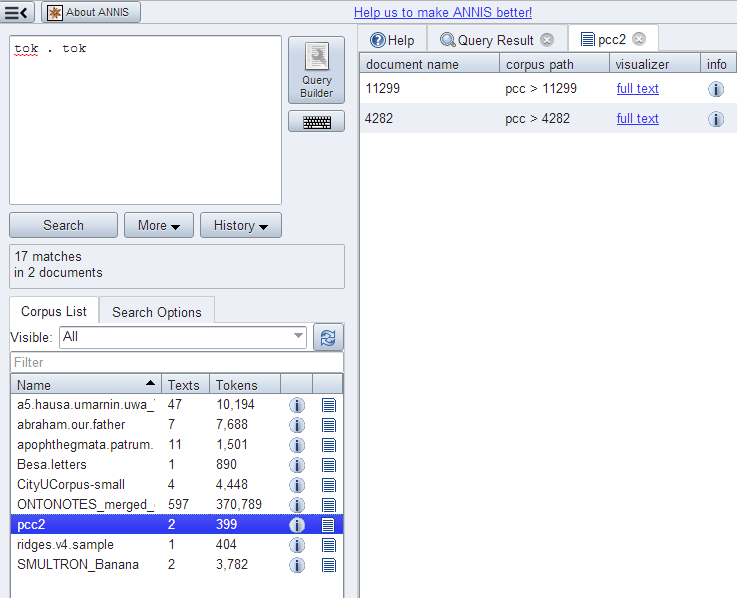 About ANNIS
Help us to make ANNIS better!
tok . tok
Query
Builder
Search
More
History
17 matches
in 2 documents
Corpus List
Search Options
Visible:
All
Filter
Name Texts Tokens
a5.hausa.umarnin.uwa_ 47 10,194
abraham.our.father 7 7,688
apophthegmata.patrum. 11 1,501
Besa.letters 1 890
CityUCorpus-small 4 4,448
ONTONOTES_merged_ 597 370,789
pcc2 2 399
ridges.v4.sample 1 404
SMULTRON_Banana 2 3,782
Help
Query Result
pcc2
document name corpus path visualizer info
11299 pcc > 11299 full text
4282 pcc > 4282 full text